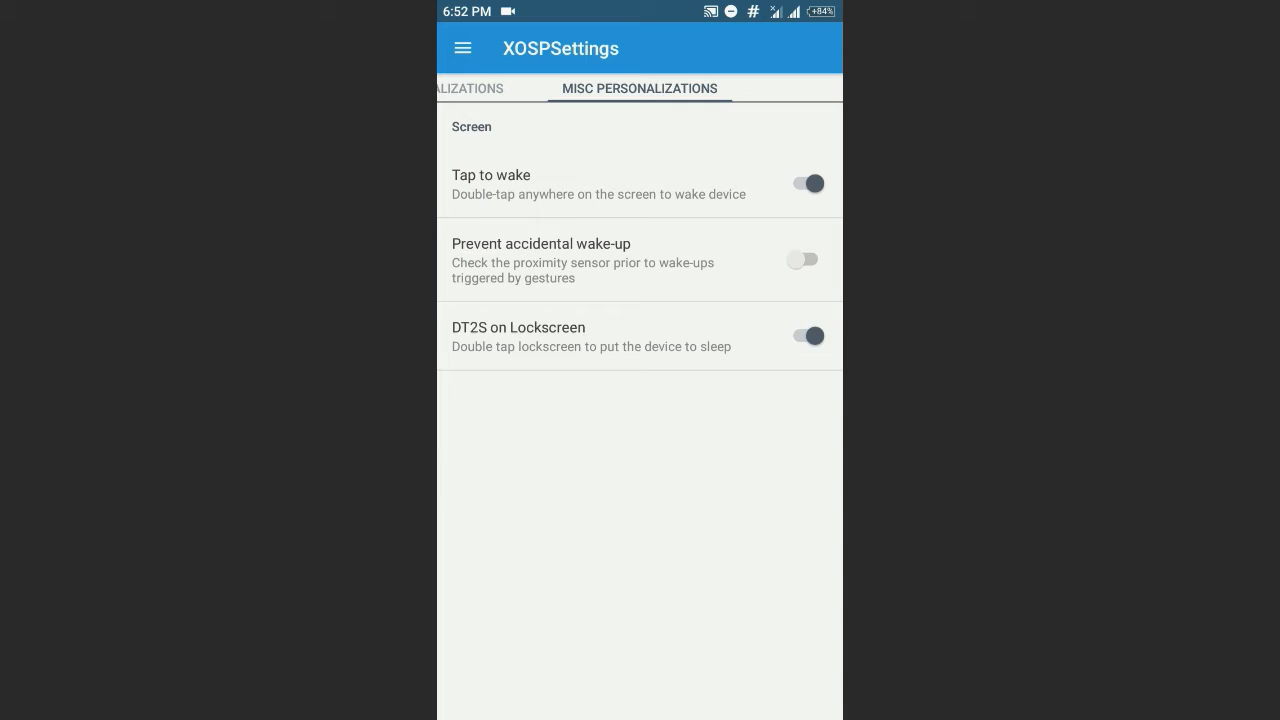 6:52 PM
+84%
XOSPSettings
ALIZATIONS
MISC PERSONALIZATIONS
Screen
Tap to wake
Double-tap anywhere on the screen to wake device
Prevent accidental wake-up
Check the proximity sensor prior to wake-ups
triggered by gestures
DT2S on Lockscreen
Double tap lockscreen to put the device to sleep